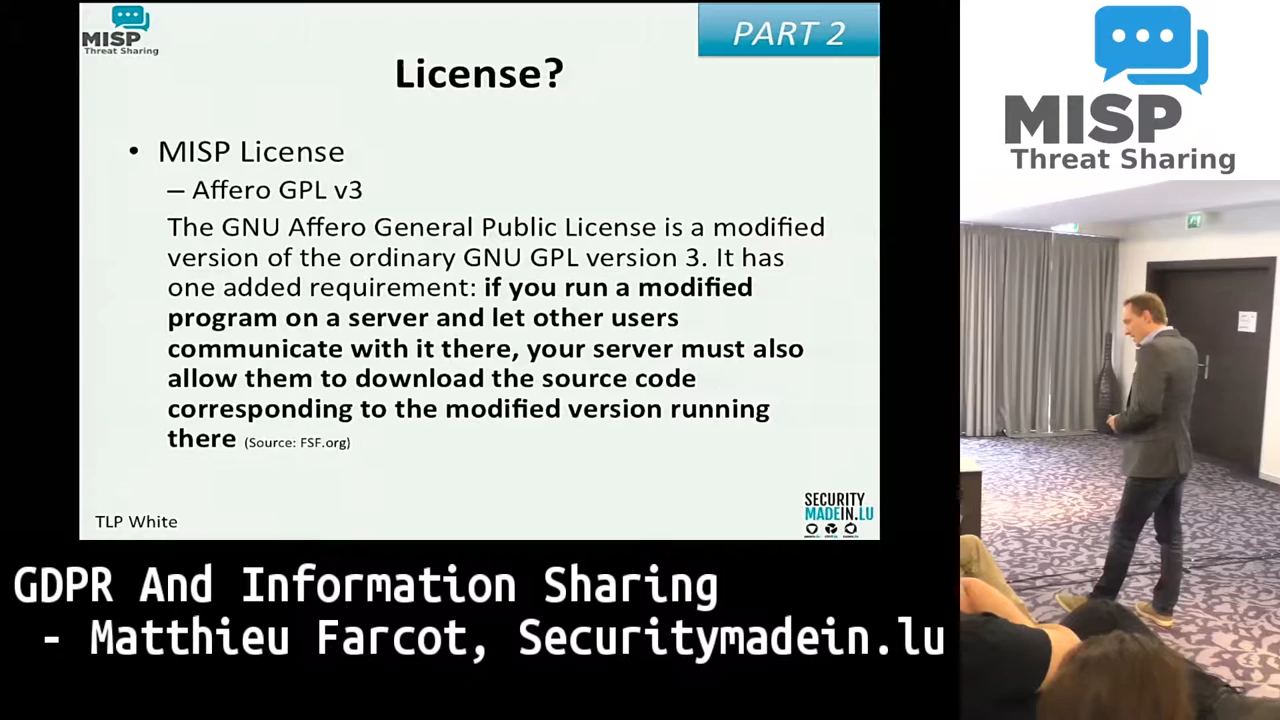 MISP
Threat Sharing
PART 2
License?
• MISP License
– Affero GPL v3
The GNU Affero General Public License is a modified
version of the ordinary GNU GPL version 3. It has
one added requirement: if you run a modified
program on a server and let other users
communicate with it there, your server must also
allow them to download the source code
corresponding to the modified version running
there (Source: FSF.org)
TLP White
SECURITY
MADEIN.LU
GDPR And Information Sharing
- Matthieu Farcot, Securitymadein.lu
MISP
Threat Sharing